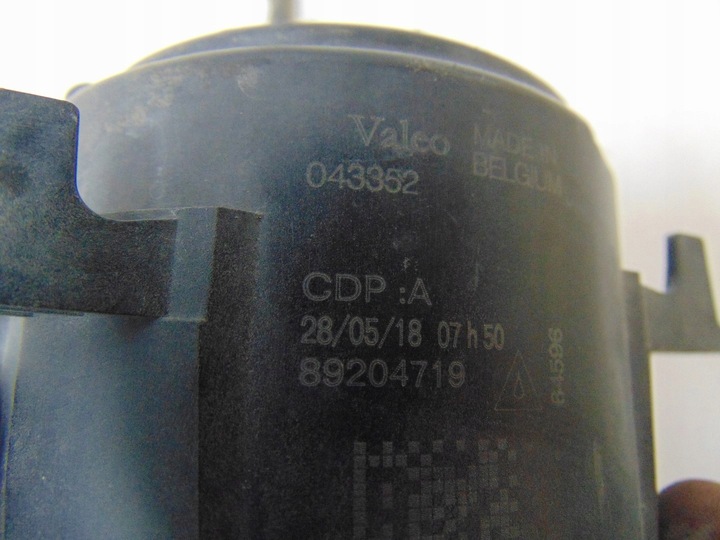 Valeo MADE IN
043352 BELGIUM
CDP :A
28/05/18 07 h 50
89204719
64596